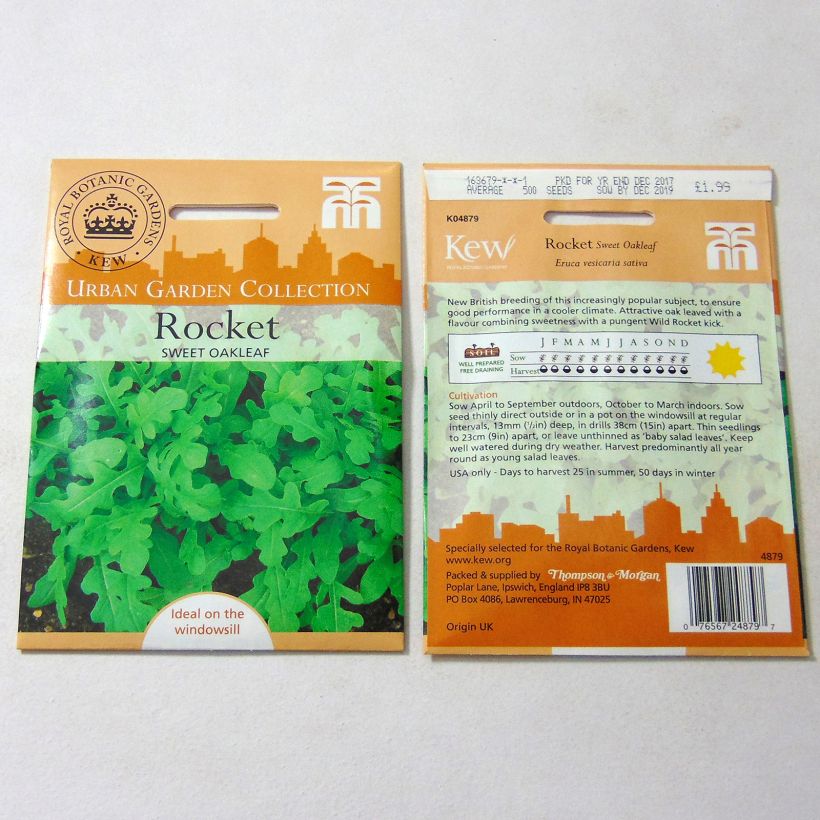 ROYAL BOTANIC GARDENS
• KEW •
URBAN GARDEN COLLECTION
Rocket
SWEET OAKLEAF
Ideal on the
windowsill
163679-x-x-1 PKD FOR YR END DEC 2017
AVERAGE 500 SEEDS SOW BY DEC 2019 £1.99
K04879
Kew
ROYAL BOTANIC GARDENS
Rocket Sweet Oakleaf
Eruca vesicaria sativa
New British breeding of this increasingly popular subject, to ensure
good performance in a cooler climate. Attractive oak leaved with a
flavour combining sweetness with a pungent Wild Rocket kick.
SOIL
WELL PREPARED
FREE DRAINING
J F M A M J J A S O N D
Sow
Harvest
Cultivation
Sow April to September outdoors, October to March indoors. Sow
seed thinly direct outside or in a pot on the windowsill at regular
intervals, 13mm (½in) deep, in drills 38cm (15in) apart. Thin seedlings
to 23cm (9in) apart, or leave unthinned as 'baby salad leaves'. Keep
well watered during dry weather. Harvest predominantly all year
round as young salad leaves.
USA only - Days to harvest 25 in summer, 50 days in winter
Specially selected for the Royal Botanic Gardens, Kew
www.kew.org
4879
Packed & supplied by Thompson & Morgan
Poplar Lane, Ipswich, England IP8 3BU
PO Box 4086, Lawrenceburg, IN 47025
Origin UK
0 76567 24879 7